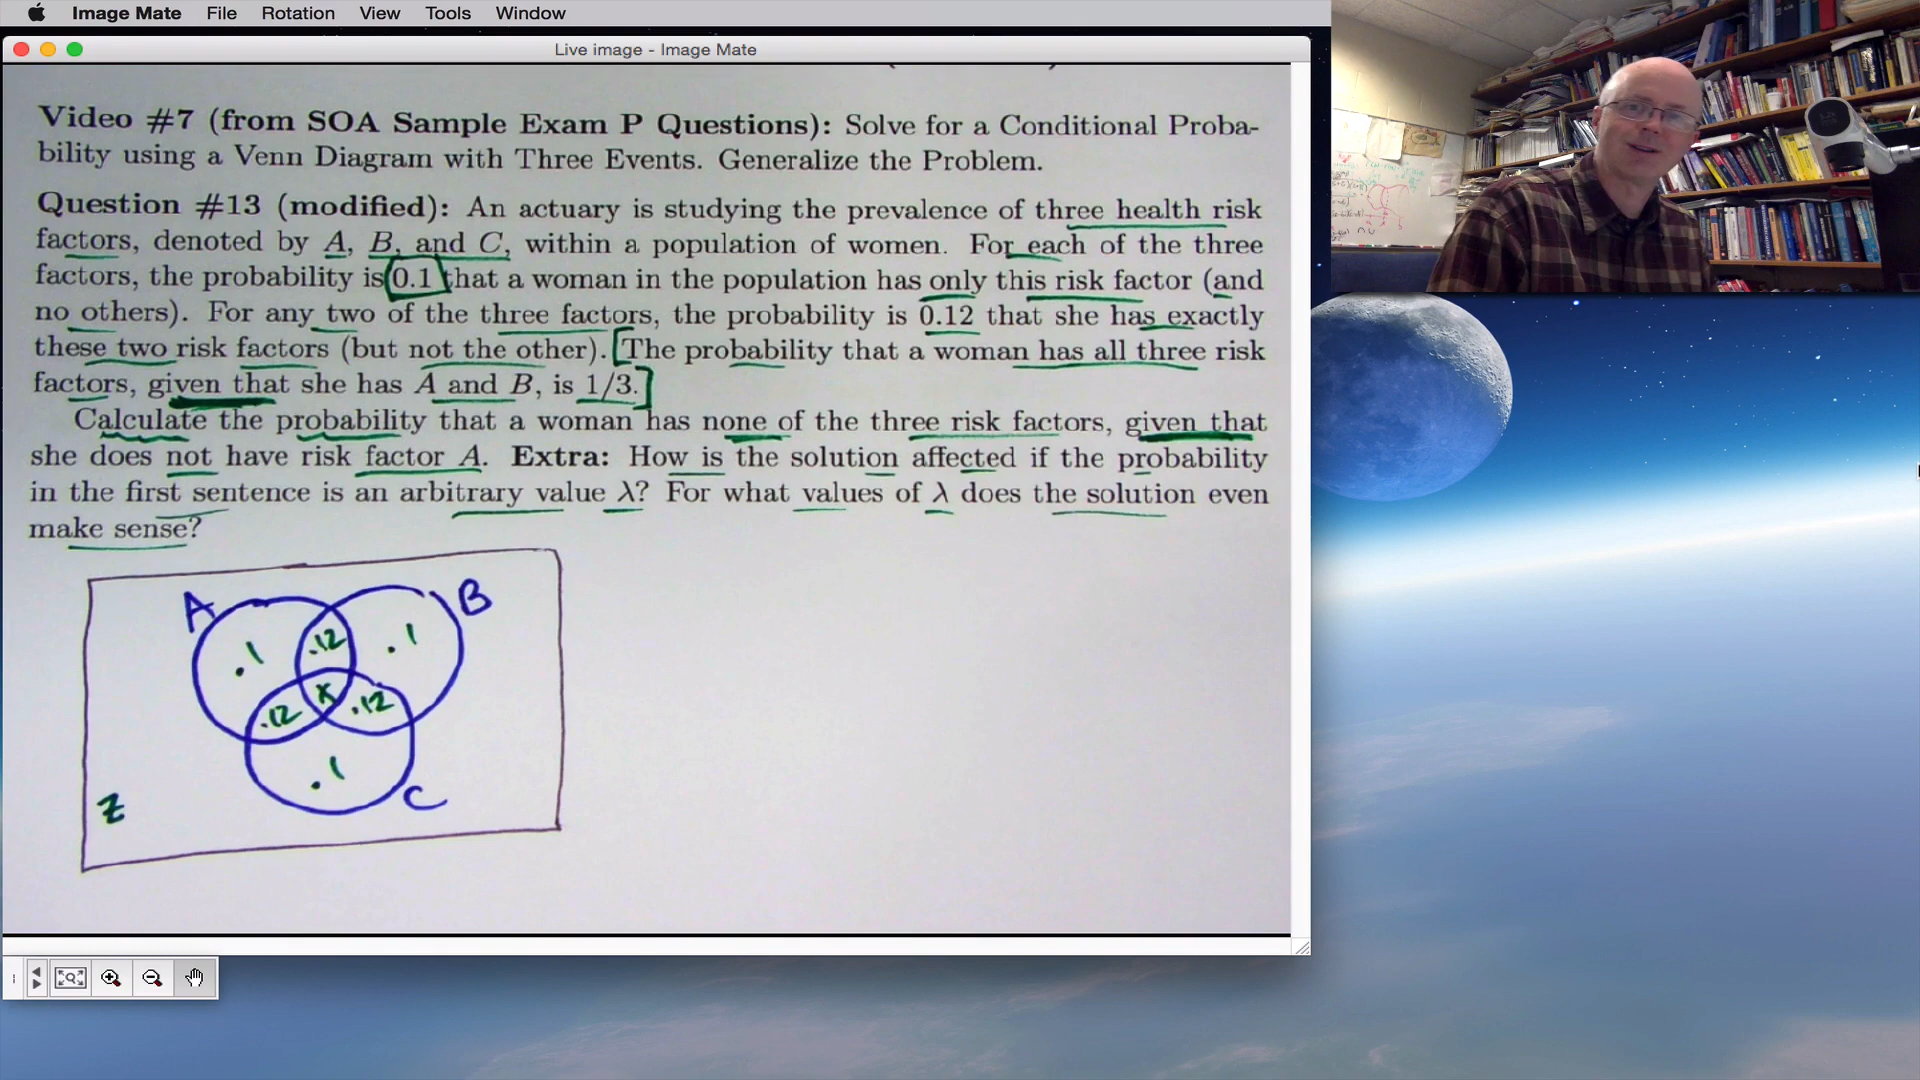 Image Mate File Rotation View Tools Window
Live image - Image Mate
Video #7 (from SOA Sample Exam P Questions): Solve for a Conditional Proba-
bility using a Venn Diagram with Three Events. Generalize the Problem.
Question #13 (modified): An actuary is studying the prevalence of three health risk
factors, denoted by A, B, and C, within a population of women. For each of the three
factors, the probability is 0.1 that a woman in the population has only this risk factor (and
no others). For any two of the three factors, the probability is 0.12 that she has exactly
these two risk factors (but not the other). [The probability that a woman has all three risk
factors, given that she has A and B, is 1/3.]
Calculate the probability that a woman has none of the three risk factors, given that
she does not have risk factor A. Extra: How is the solution affected if the probability
in the first sentence is an arbitrary value λ? For what values of λ does the solution even
make sense?
A B
.1 .12 .1
.12 x .12
.1
z C